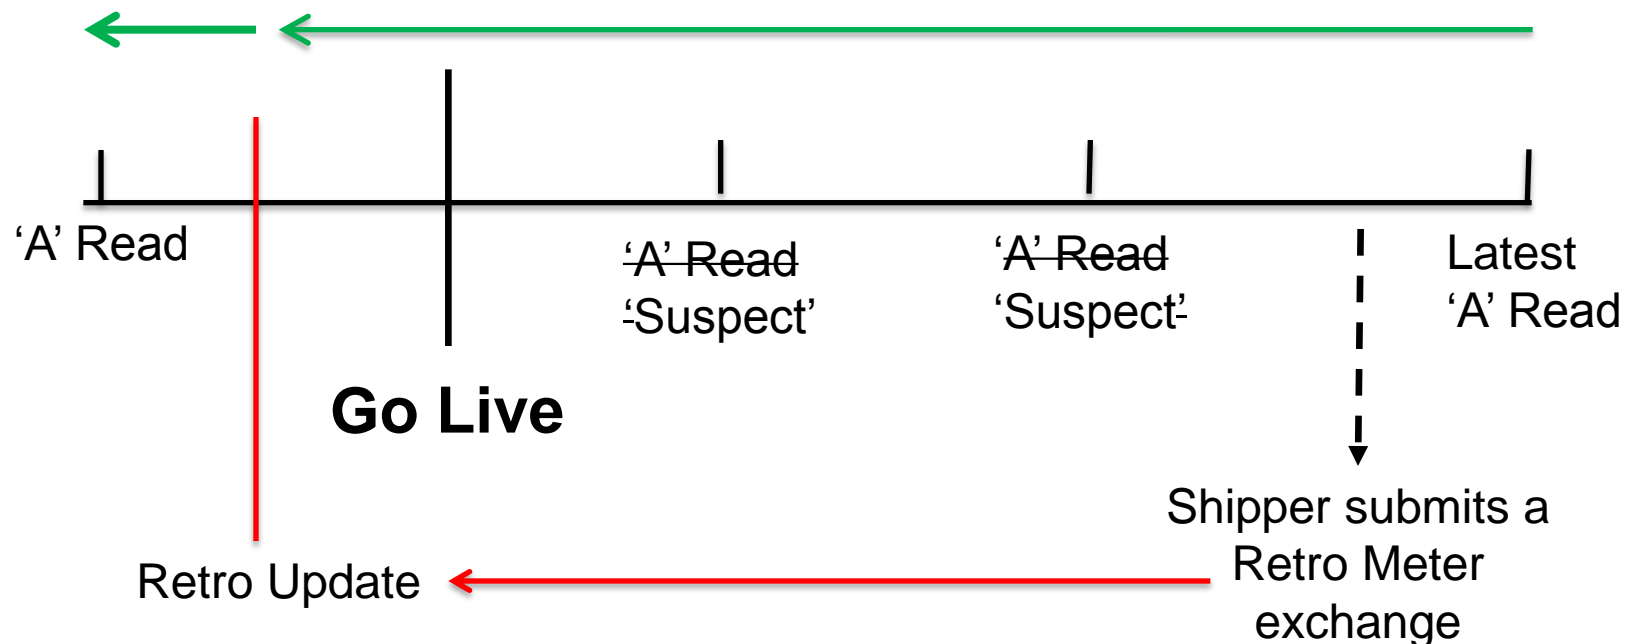 ‘A’ Read
‘A’ Read
‘Suspect’
‘A’ Read
‘Suspect’
Latest
‘A’ Read
Go Live
Shipper submits a
Retro Meter
exchange
Retro Update